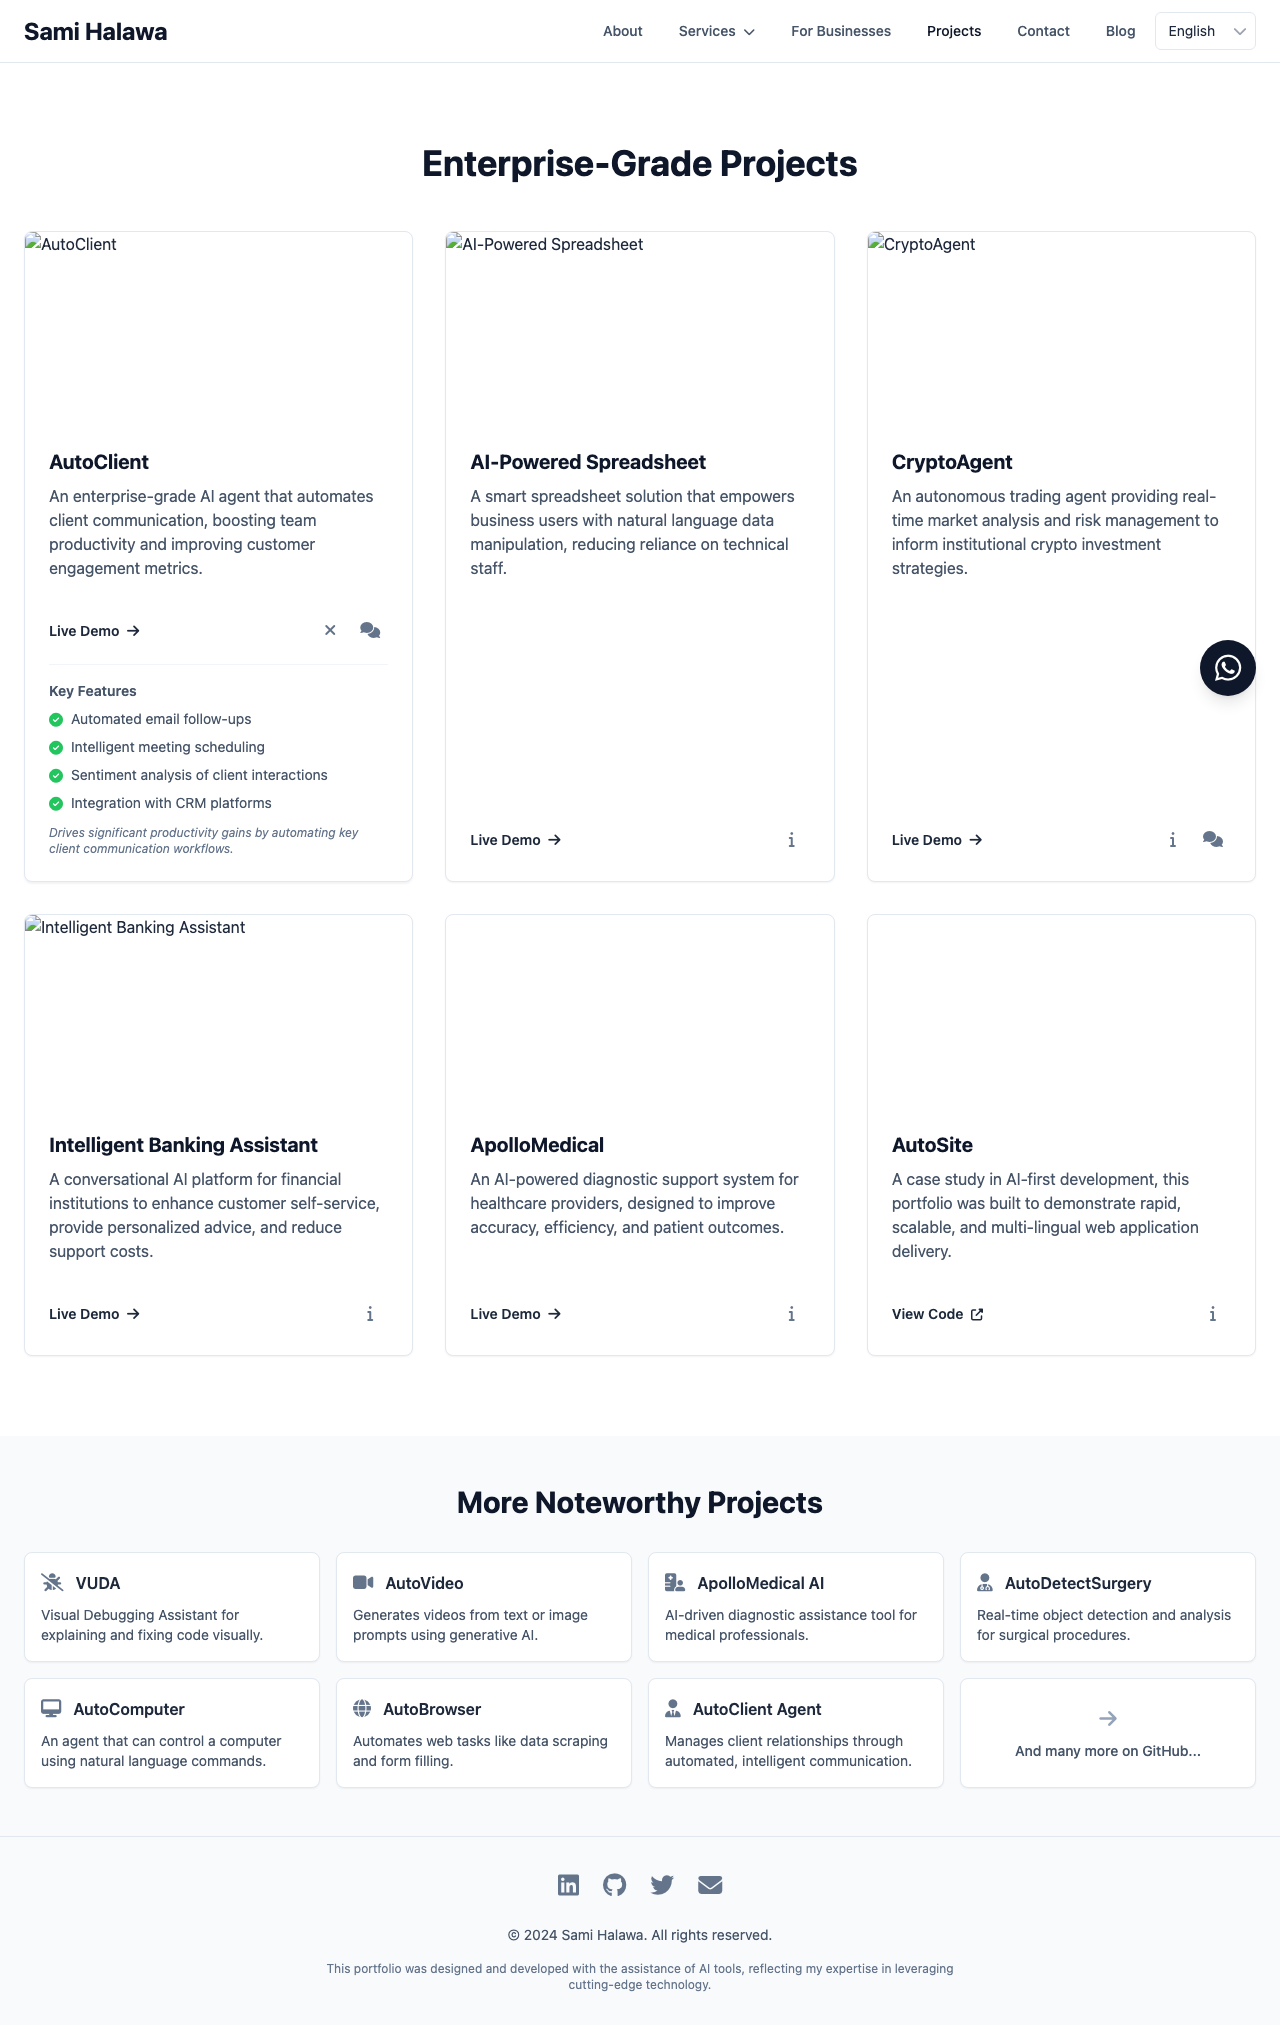 Sami Halawa
About
Services
For Businesses
Projects
Contact
Blog
English
Enterprise-Grade Projects
AutoClient
AutoClient
An enterprise-grade AI agent that automates
client communication, boosting team
productivity and improving customer
engagement metrics.
Live Demo
Key Features
Automated email follow-ups
Intelligent meeting scheduling
Sentiment analysis of client interactions
Integration with CRM platforms
Drives significant productivity gains by automating key
client communication workflows.
AI-Powered Spreadsheet
AI-Powered Spreadsheet
A smart spreadsheet solution that empowers
business users with natural language data
manipulation, reducing reliance on technical
staff.
Live Demo
CryptoAgent
CryptoAgent
An autonomous trading agent providing real-
time market analysis and risk management to
inform institutional crypto investment
strategies.
Live Demo
Intelligent Banking Assistant
Intelligent Banking Assistant
A conversational AI platform for financial
institutions to enhance customer self-service,
provide personalized advice, and reduce
support costs.
Live Demo
ApolloMedical
An AI-powered diagnostic support system for
healthcare providers, designed to improve
accuracy, efficiency, and patient outcomes.
Live Demo
AutoSite
A case study in AI-first development, this
portfolio was built to demonstrate rapid,
scalable, and multi-lingual web application
delivery.
View Code
More Noteworthy Projects
VUDA
Visual Debugging Assistant for
explaining and fixing code visually.
AutoVideo
Generates videos from text or image
prompts using generative AI.
ApolloMedical AI
AI-driven diagnostic assistance tool for
medical professionals.
AutoDetectSurgery
Real-time object detection and analysis
for surgical procedures.
AutoComputer
An agent that can control a computer
using natural language commands.
AutoBrowser
Automates web tasks like data scraping
and form filling.
AutoClient Agent
Manages client relationships through
automated, intelligent communication.
And many more on GitHub...
© 2024 Sami Halawa. All rights reserved.
This portfolio was designed and developed with the assistance of AI tools, reflecting my expertise in leveraging
cutting-edge technology.